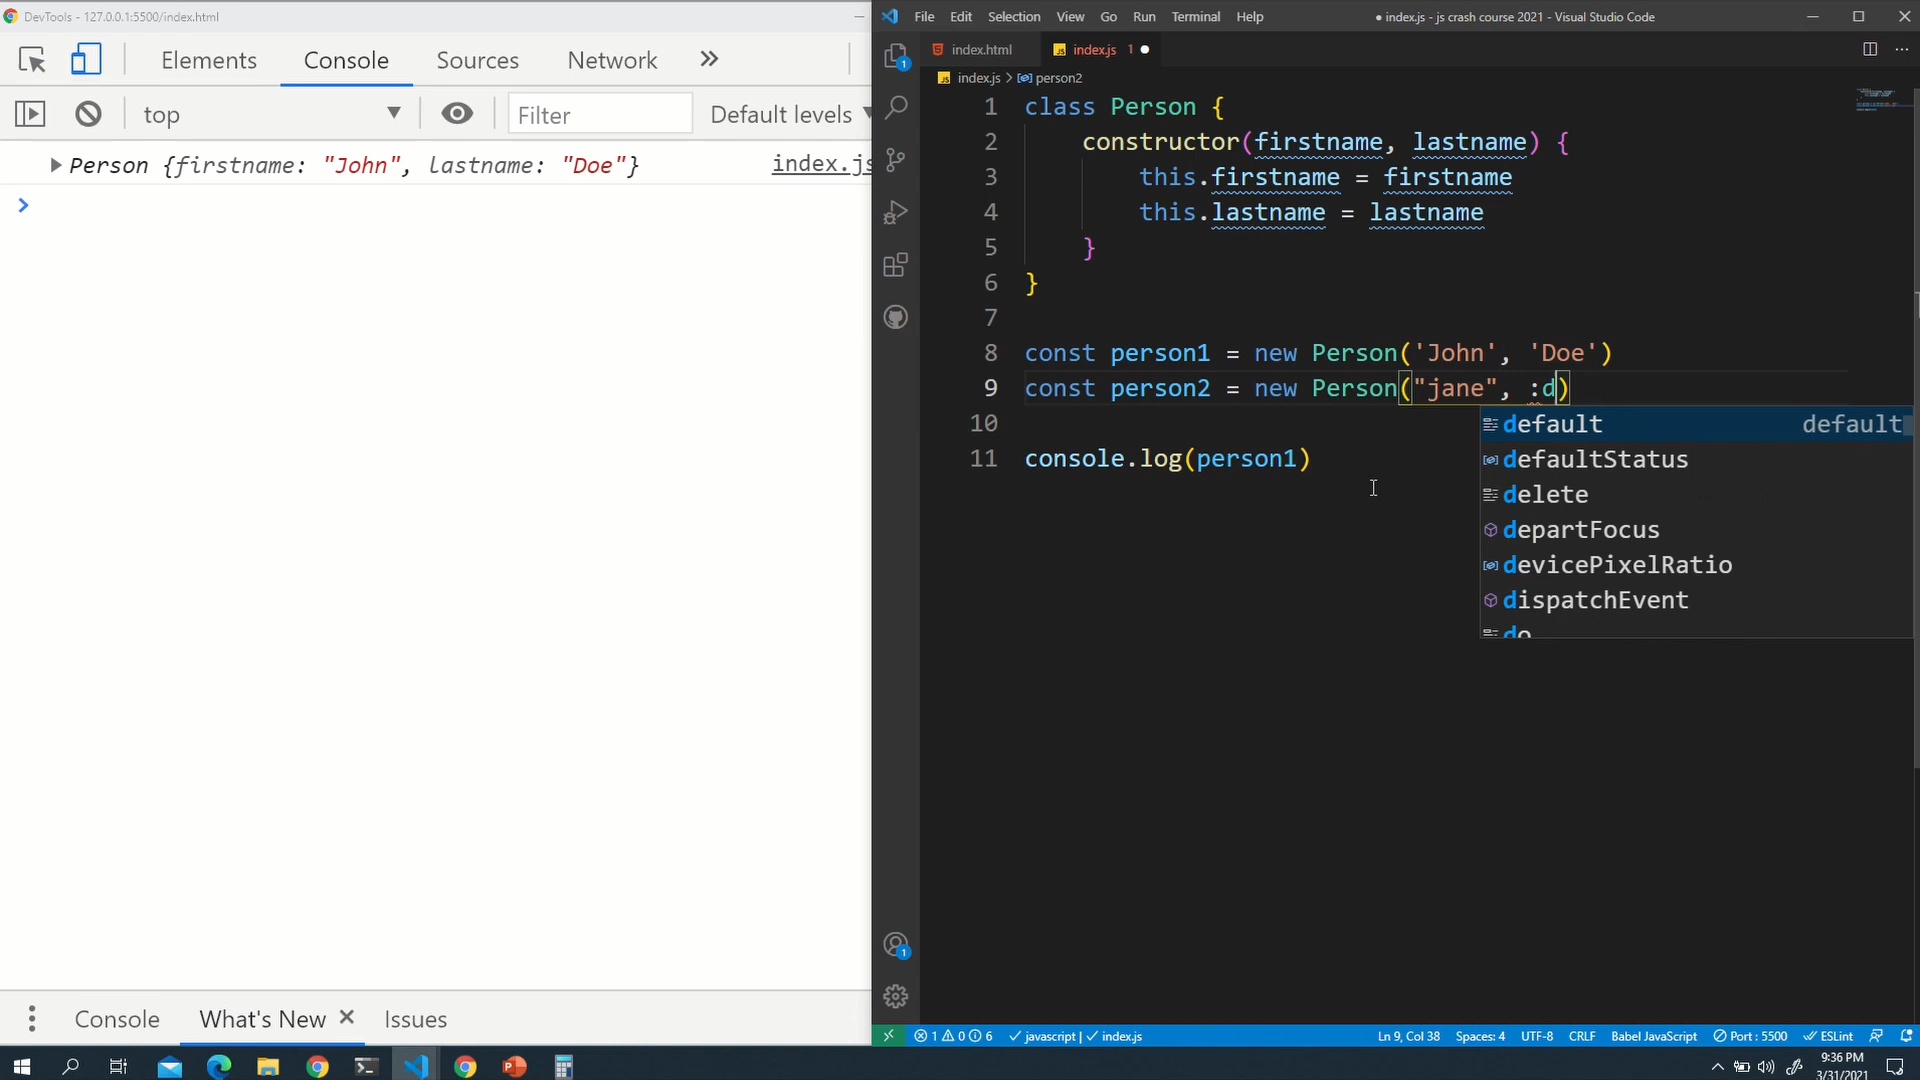 DevTools - 127.0.0.1:5500/index.html
Elements Console Sources Network
top Filter Default levels
Person {firstname: "John", lastname: "Doe"} index.js
Console What's New Issues
File Edit Selection View Go Run Terminal Help ● index.js - js crash course 2021 - Visual Studio Code
index.html index.js 1
index.js > person2
1 class Person {
2 constructor(firstname, lastname) {
3 this.firstname = firstname
4 this.lastname = lastname
5 }
6 }
7
8 const person1 = new Person('John', 'Doe')
9 const person2 = new Person("jane", :d)
10
11 console.log(person1)
default default
defaultStatus
delete
departFocus
devicePixelRatio
dispatchEvent
do
1
1
1 0 6 javascript | index.js Ln 9, Col 38 Spaces: 4 UTF-8 CRLF Babel JavaScript Port : 5500 ESLint
9:36 PM
3/31/2021